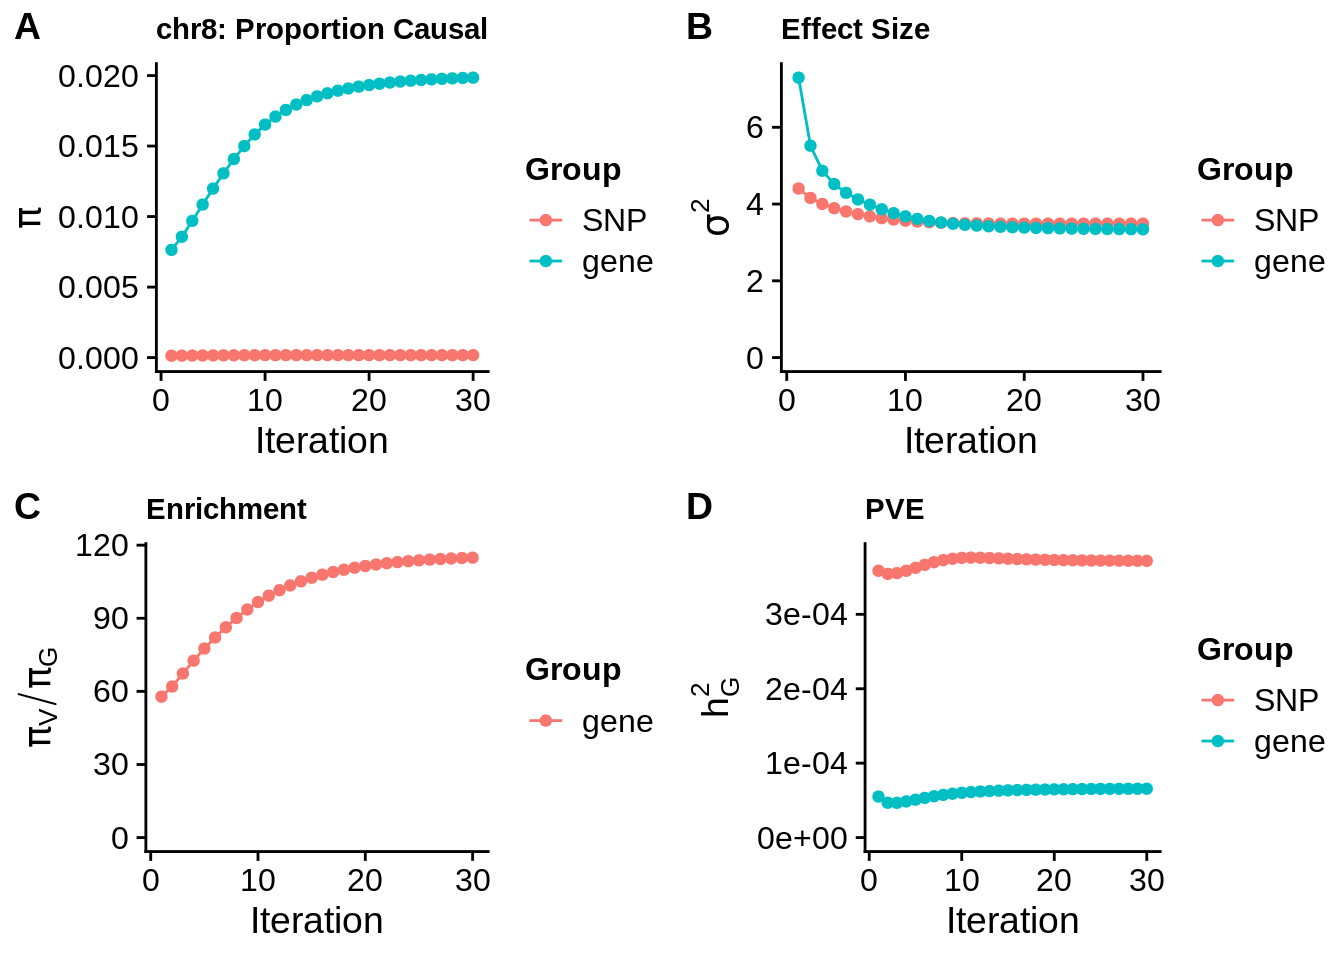 A
chr8: Proportion Causal
0.020
0.015
0.010
0.005
0.000
π
0 10 20 30
Iteration
Group
SNP
gene
B
Effect Size
6
4
2
0
σ²
0 10 20 30
Iteration
Group
SNP
gene
C
Enrichment
120
90
60
30
0
πV/πG
0 10 20 30
Iteration
Group
gene
D
PVE
3e-04
2e-04
1e-04
0e+00
h²G
0 10 20 30
Iteration
Group
SNP
gene